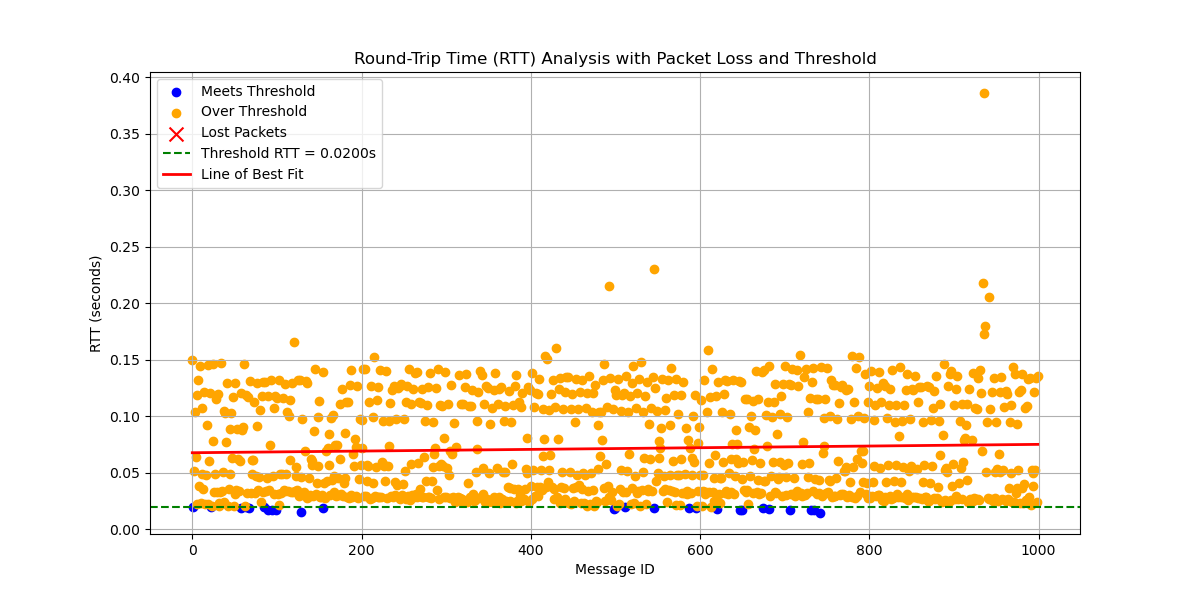 Round-Trip Time (RTT) Analysis with Packet Loss and Threshold
0.40
0.35
0.30
0.25
0.20
0.15
0.10
0.05
0.00
RTT (seconds)
Meets Threshold
Over Threshold
Lost Packets
Threshold RTT = 0.0200s
Line of Best Fit
0 200 400 600 800 1000
Message ID